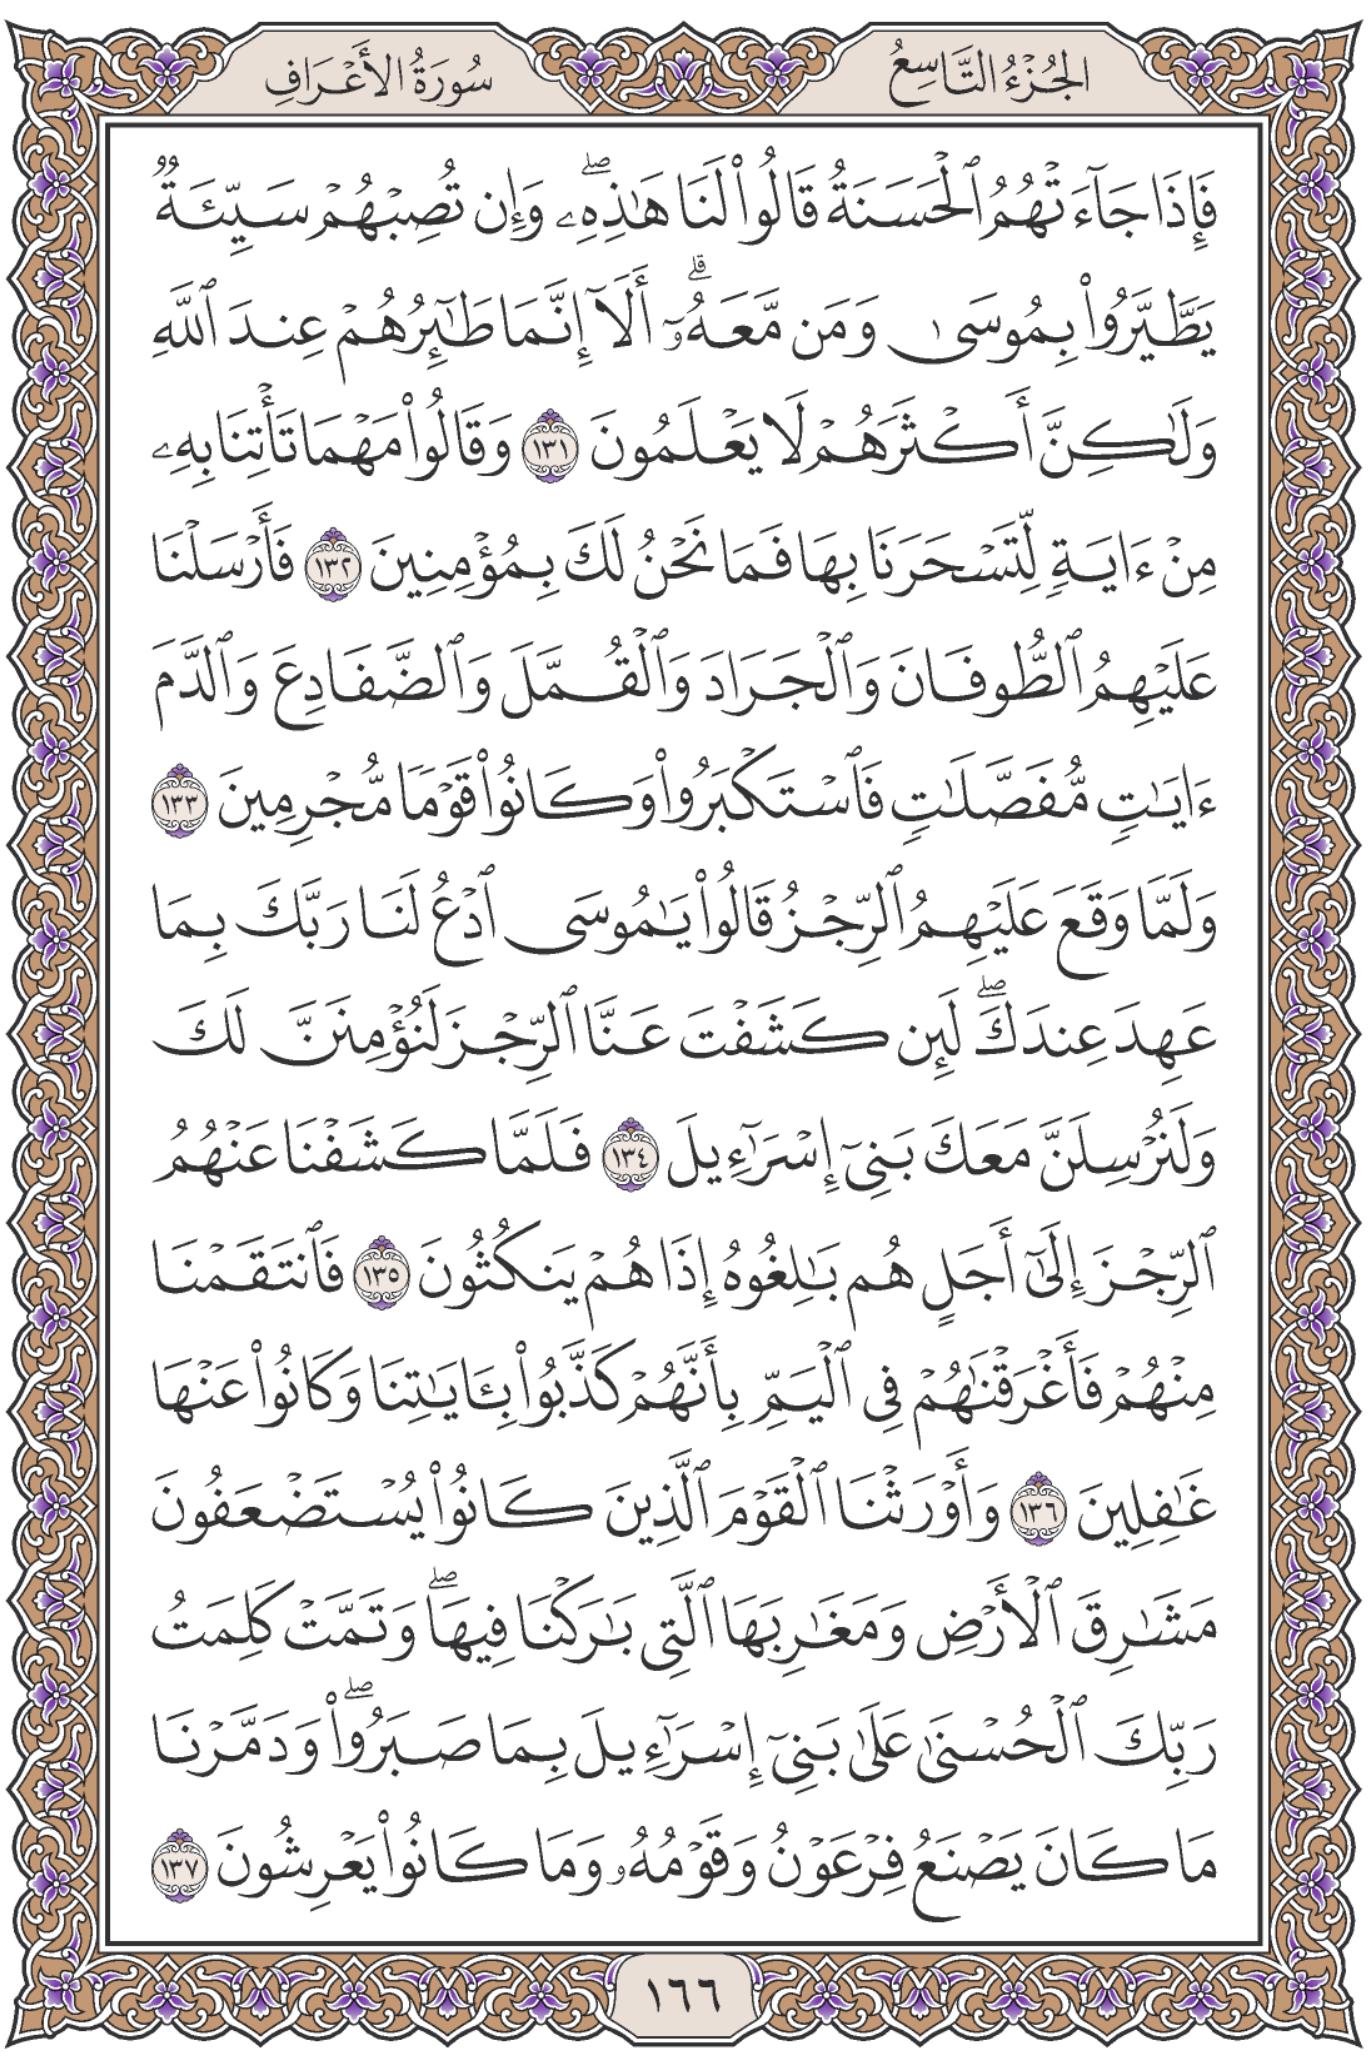 الجُزْءُ التَّاسِعُ
سُورَةُ الأَعْرَافِ
فَإِذَا جَآءَتْهُمُ ٱلْحَسَنَةُ قَالُوا۟ لَنَا هَـٰذِهِۦ ۖ وَإِن تُصِبْهُمْ سَيِّئَةٌ
يَطَّيَّرُوا۟ بِمُوسَىٰ وَمَن مَّعَهُۥٓ ۗ أَلَآ إِنَّمَا طَـٰٓئِرُهُمْ عِندَ ٱللَّهِ
وَلَـٰكِنَّ أَكْثَرَهُمْ لَا يَعْلَمُونَ ١٣١ وَقَالُوا۟ مَهْمَا تَأْتِنَا بِهِۦ
مِنْ ءَايَةٍ لِّتَسْحَرَنَا بِهَا فَمَا نَحْنُ لَكَ بِمُؤْمِنِينَ ١٣٢ فَأَرْسَلْنَا
عَلَيْهِمُ ٱلطُّوفَانَ وَٱلْجَرَادَ وَٱلْقُمَّلَ وَٱلضَّفَادِعَ وَٱلدَّمَ
ءَايَـٰتٍ مُّفَصَّلَـٰتٍ فَٱسْتَكْبَرُوا۟ وَكَانُوا۟ قَوْمًا مُّجْرِمِينَ ١٣٣
وَلَمَّا وَقَعَ عَلَيْهِمُ ٱلرِّجْزُ قَالُوا۟ يَـٰمُوسَى ٱدْعُ لَنَا رَبَّكَ بِمَا
عَهِدَ عِندَكَ ۖ لَئِن كَشَفْتَ عَنَّا ٱلرِّجْزَ لَنُؤْمِنَنَّ لَكَ
وَلَنُرْسِلَنَّ مَعَكَ بَنِىٓ إِسْرَٰٓءِيلَ ١٣٤ فَلَمَّا كَشَفْنَا عَنْهُمُ
ٱلرِّجْزَ إِلَىٰٓ أَجَلٍ هُم بَـٰلِغُوهُ إِذَا هُمْ يَنكُثُونَ ١٣٥ فَٱنتَقَمْنَا
مِنْهُمْ فَأَغْرَقْنَـٰهُمْ فِى ٱلْيَمِّ بِأَنَّهُمْ كَذَّبُوا۟ بِـَٔايَـٰتِنَا وَكَانُوا۟ عَنْهَا
غَـٰفِلِينَ ١٣٦ وَأَوْرَثْنَا ٱلْقَوْمَ ٱلَّذِينَ كَانُوا۟ يُسْتَضْعَفُونَ
مَشَـٰرِقَ ٱلْأَرْضِ وَمَغَـٰرِبَهَا ٱلَّتِى بَـٰرَكْنَا فِيهَا ۖ وَتَمَّتْ كَلِمَتُ
رَبِّكَ ٱلْحُسْنَىٰ عَلَىٰ بَنِىٓ إِسْرَٰٓءِيلَ بِمَا صَبَرُوا۟ ۖ وَدَمَّرْنَا
مَا كَانَ يَصْنَعُ فِرْعَوْنُ وَقَوْمُهُۥ وَمَا كَانُوا۟ يَعْرِشُونَ ١٣٧
١٦٦